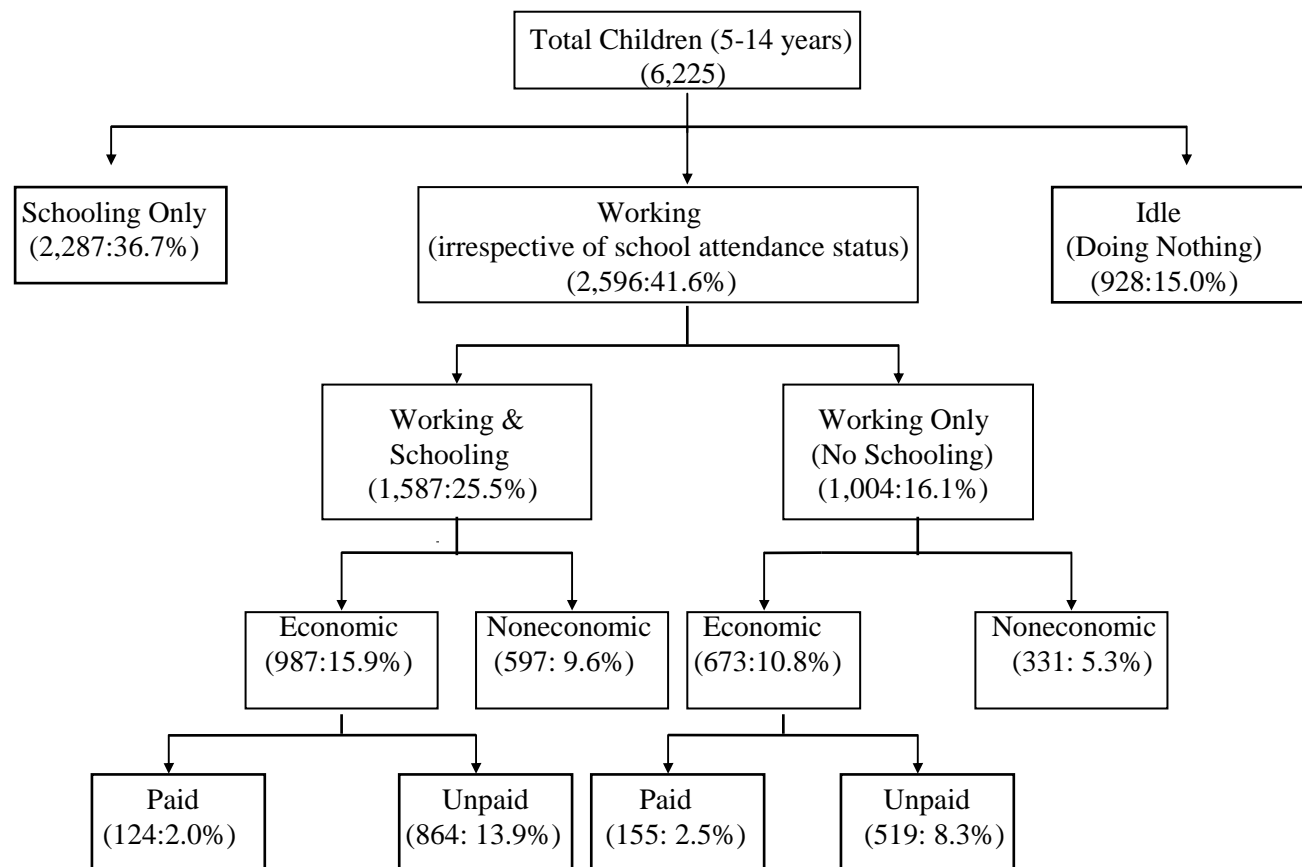 Total Children (5-14 years)
(6,225)
Schooling Only
(2,287:36.7%)
Working
(irrespective of school attendance status)
(2,596:41.6%)
Idle
(Doing Nothing)
(928:15.0%)
Working &
Schooling
(1,587:25.5%)
Working Only
(No Schooling)
(1,004:16.1%)
Economic
(987:15.9%)
Noneconomic
(597: 9.6%)
Economic
(673:10.8%)
Noneconomic
(331: 5.3%)
Paid
(124:2.0%)
Unpaid
(864: 13.9%)
Paid
(155: 2.5%)
Unpaid
(519: 8.3%)